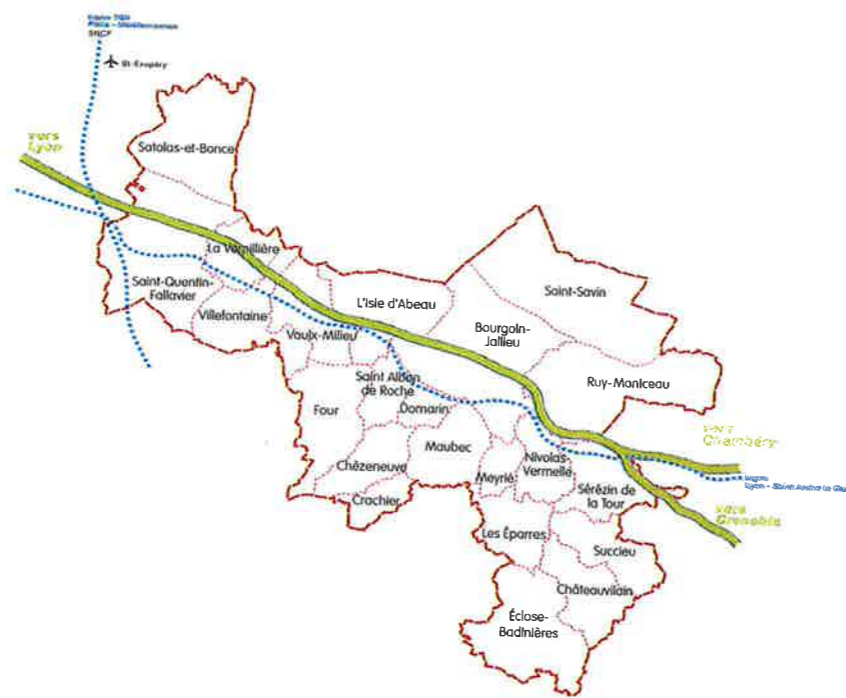 SNCF
St-Exupéry
vers
Lyon
Satolas-et-Bonce
La Verpillière
Saint-Quentin-
Fallavier
Villefontaine
Vaulx-Milieu
L'Isle d'Abeau
Saint-Savin
Bourgoin-
Jallieu
Ruy-Montceau
Saint Alban
de Roche
Domarin
Four
Maubec
Chèzeneuve
Crachier
Meyrié
Nivolas-
Vermelle
Sérézin de
la Tour
vers
Chambéry
vers
Grenoble
Les Éparres
Succieu
Châteauvilain
Éclose-
Badinières